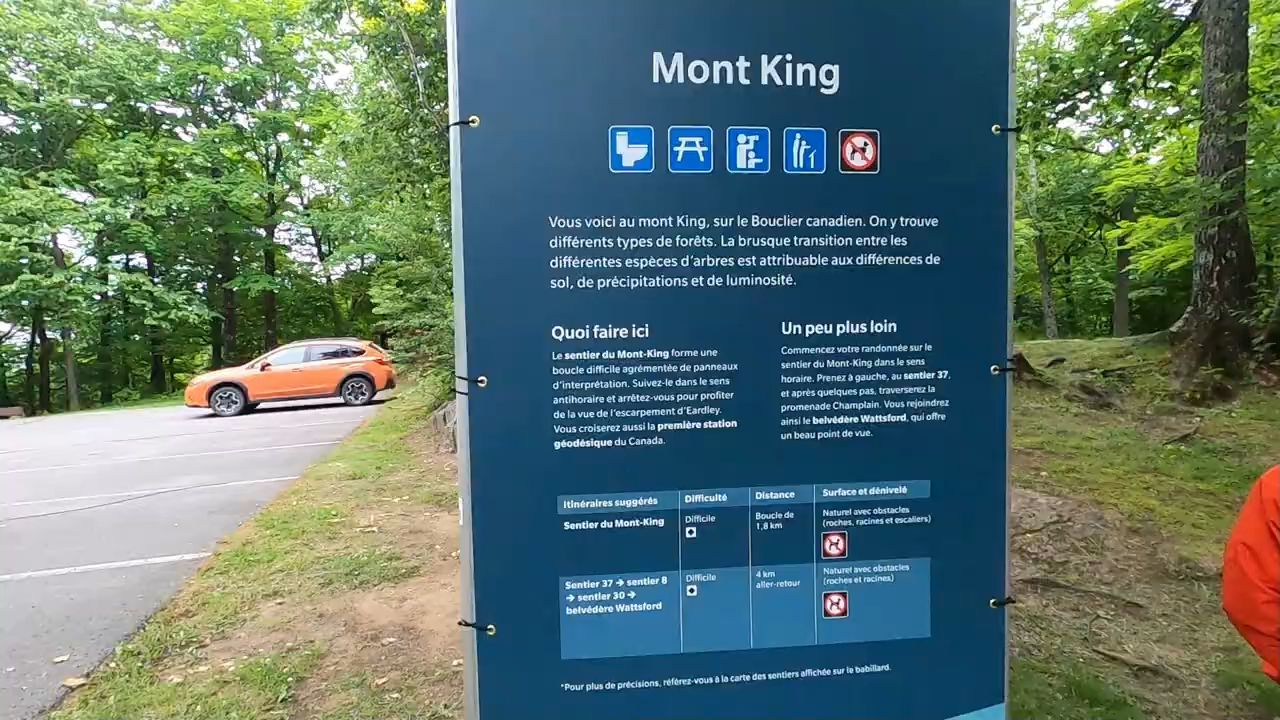 Mont King
Vous voici au mont King, sur le Bouclier canadien. On y trouve
différents types de forêts. La brusque transition entre les
différentes espèces d'arbres est attribuable aux différences de
sol, de précipitations et de luminosité.
Quoi faire ici
Le sentier du Mont-King forme une
boucle difficile agrémentée de panneaux
d'interprétation. Suivez-le dans le sens
antihoraire et arrêtez-vous pour profiter
de la vue de l'escarpement d'Eardley.
Vous croiserez aussi la première station
géodésique du Canada.
Un peu plus loin
Commencez votre randonnée sur le
sentier du Mont-King dans le sens
horaire. Prenez à gauche, au sentier 37,
et après quelques pas, traverserez la
promenade Champlain. Vous rejoindrez
ainsi le belvédère Wattsford, qui offre
un beau point de vue.
Itinéraires suggérés Difficulté Distance Surface et dénivelé
Sentier du Mont-King
Difficile
Boucle de
1,8 km
Naturel avec obstacles
(roches, racines et escaliers)
Sentier 37 → sentier 8
→ sentier 30 →
belvédère Wattsford
Difficile
4 km
aller-retour
Naturel avec obstacles
(roches et racines)
*Pour plus de précisions, référez-vous à la carte des sentiers affichée sur le babillard.